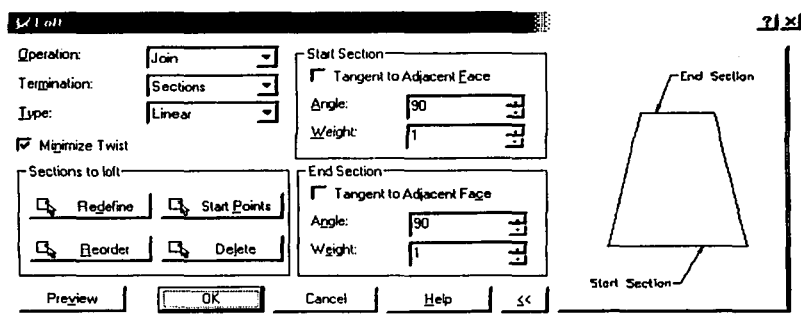 Loft
Operation: Join
Termination: Sections
Type: Linear
Minimize Twist
Sections to loft
Redefine Start Points
Reorder Delete
Start Section
Tangent to Adjacent Face
Angle: 90
Weight: 1
End Section
Tangent to Adjacent Face
Angle: 90
Weight: 1
Preview OK Cancel Help <<
End Section
Start Section